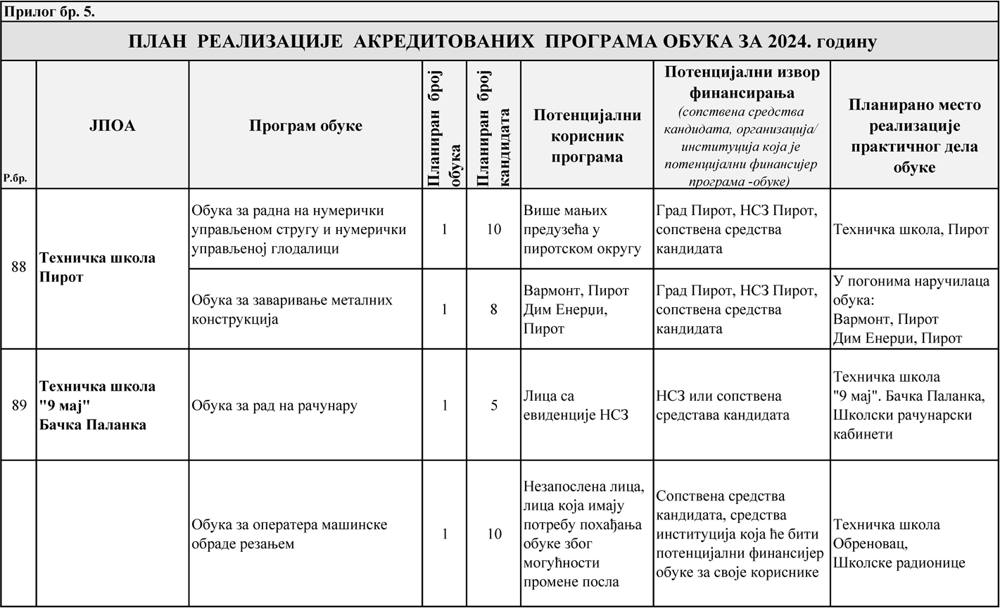 Прилог бр. 5.
ПЛАН РЕАЛИЗАЦИЈЕ АКРЕДИТОВАНИХ ПРОГРАМА ОБУКА ЗА 2024. годину
Р.бр.
ЈПОА
Програм обуке
Планиран број
обука
Планиран број
кандидата
Потенцијални
корисник
програма
Потенцијални извор
финансирања
(сопствена средства
кандидата, организација/
институција која је
потенцијални финансијер
програма -обуке)
Планирано место
реализације
практичног дела
обуке
88
Техничка школа
Пирот
Обука за радна на нумерички
управљеном стругу и нумерички
управљеној глодалици
1
10
Више мањих
предузећа у
пиротском округу
Град Пирот, НСЗ Пирот,
сопствена средства
кандидата
Техничка школа, Пирот
Обука за заваривање металних
конструкција
1
8
Вармонт, Пирот
Дим Енерџи,
Пирот
Град Пирот, НСЗ Пирот,
сопствена средства
кандидата
У погонима наручилаца
обука:
Вармонт, Пирот
Дим Енерџи, Пирот
89
Техничка школа
"9 мај"
Бачка Паланка
Обука за рад на рачунару
1
5
Лица са
евиденције НСЗ
НСЗ или сопствена
средстава кандидата
Техничка школа
"9 мај". Бачка Паланка,
Школски рачунарски
кабинети
Обука за оператера машинске
обраде резањем
1
10
Незапослена лица,
лица која имају
потребу похађања
обуке због
могућности
промене посла
Сопствена средства
кандидата, средства
институција која ће бити
потенцијални финансијер
обуке за своје кориснике
Техничка школа
Обреновац,
Школске радионице